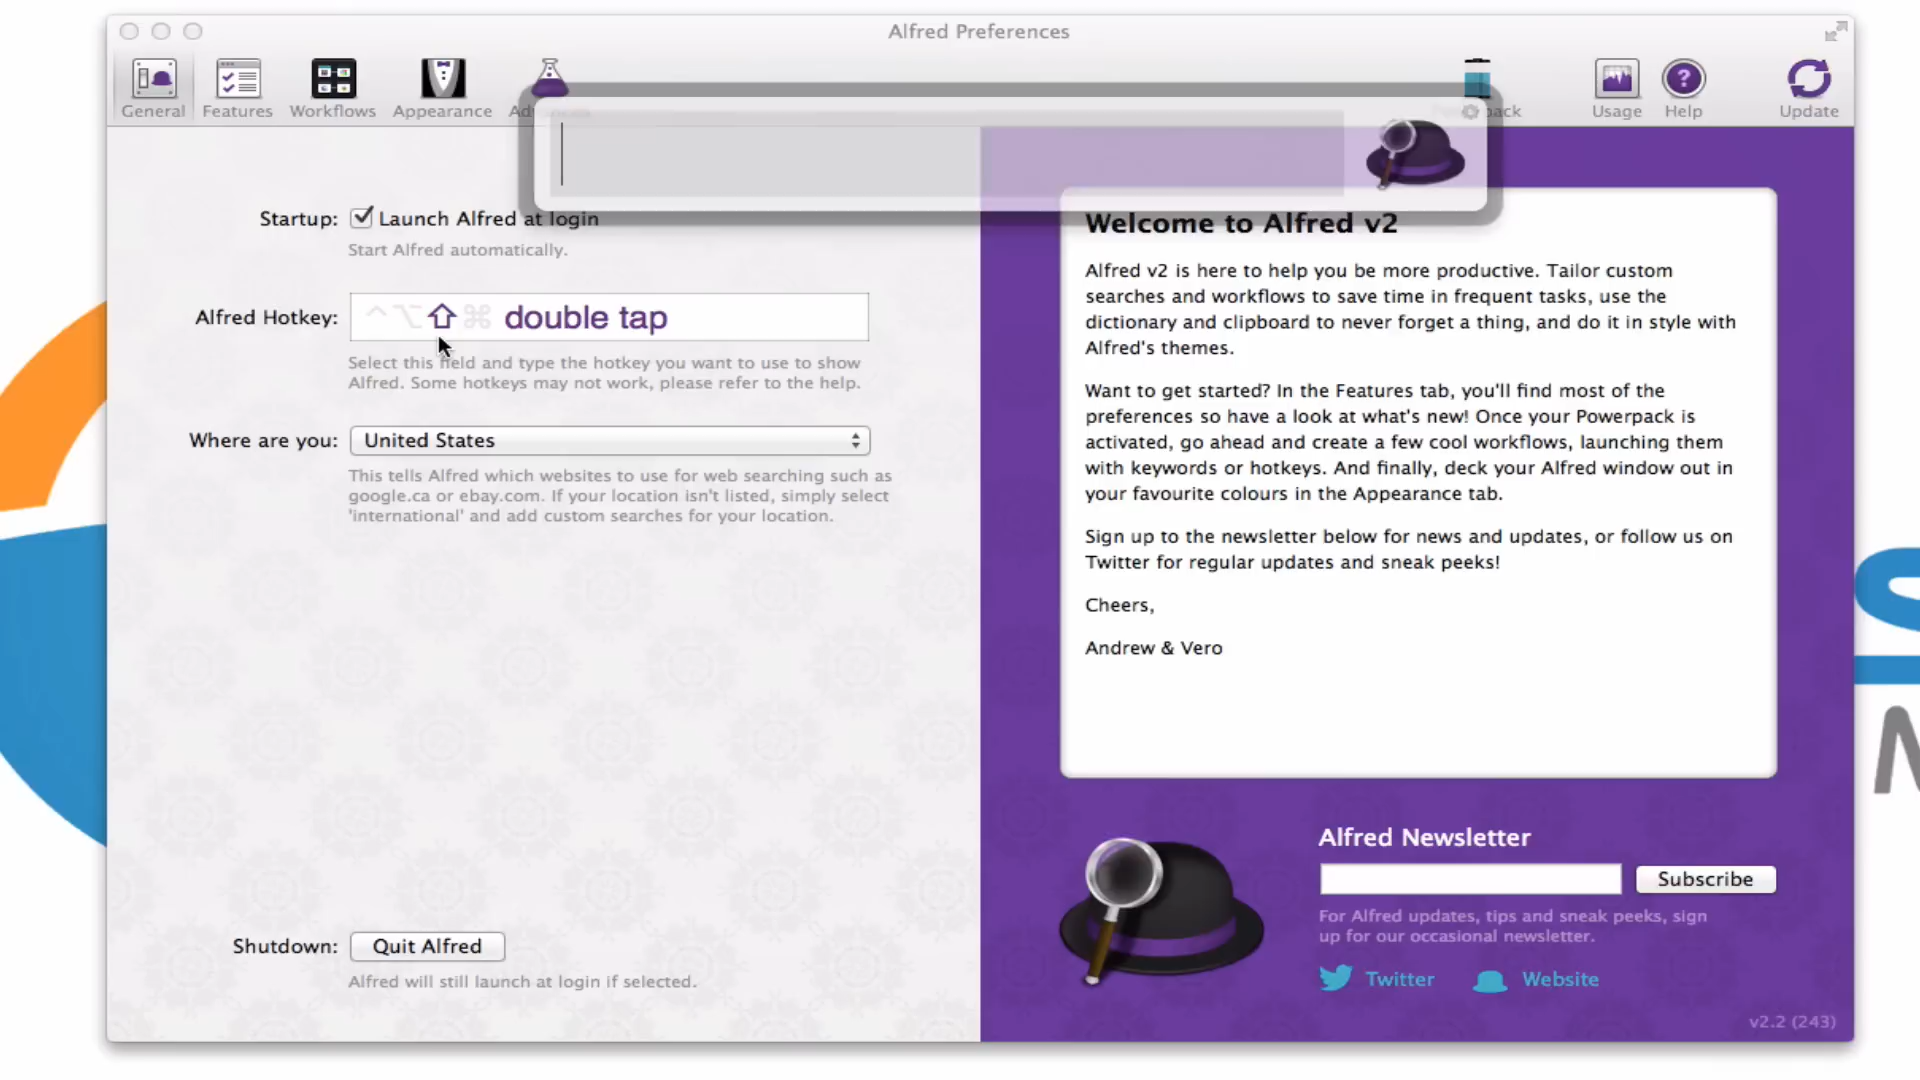 Alfred Preferences
General
Features
Workflows
Appearance
Usage
Help
Update
Startup: Launch Alfred at login
Start Alfred automatically.
Alfred Hotkey: ^⌥⇧⌘ double tap
Select this field and type the hotkey you want to use to show
Alfred. Some hotkeys may not work, please refer to the help.
Where are you: United States
This tells Alfred which websites to use for web searching such as
google.ca or ebay.com. If your location isn't listed, simply select
'international' and add custom searches for your location.
Shutdown: Quit Alfred
Alfred will still launch at login if selected.
Welcome to Alfred v2
Alfred v2 is here to help you be more productive. Tailor custom
searches and workflows to save time in frequent tasks, use the
dictionary and clipboard to never forget a thing, and do it in style with
Alfred's themes.
Want to get started? In the Features tab, you'll find most of the
preferences so have a look at what's new! Once your Powerpack is
activated, go ahead and create a few cool workflows, launching them
with keywords or hotkeys. And finally, deck your Alfred window out in
your favourite colours in the Appearance tab.
Sign up to the newsletter below for news and updates, or follow us on
Twitter for regular updates and sneak peeks!
Cheers,
Andrew & Vero
Alfred Newsletter
Subscribe
For Alfred updates, tips and sneak peeks, sign
up for our occasional newsletter.
Twitter
Website
v2.2 (243)